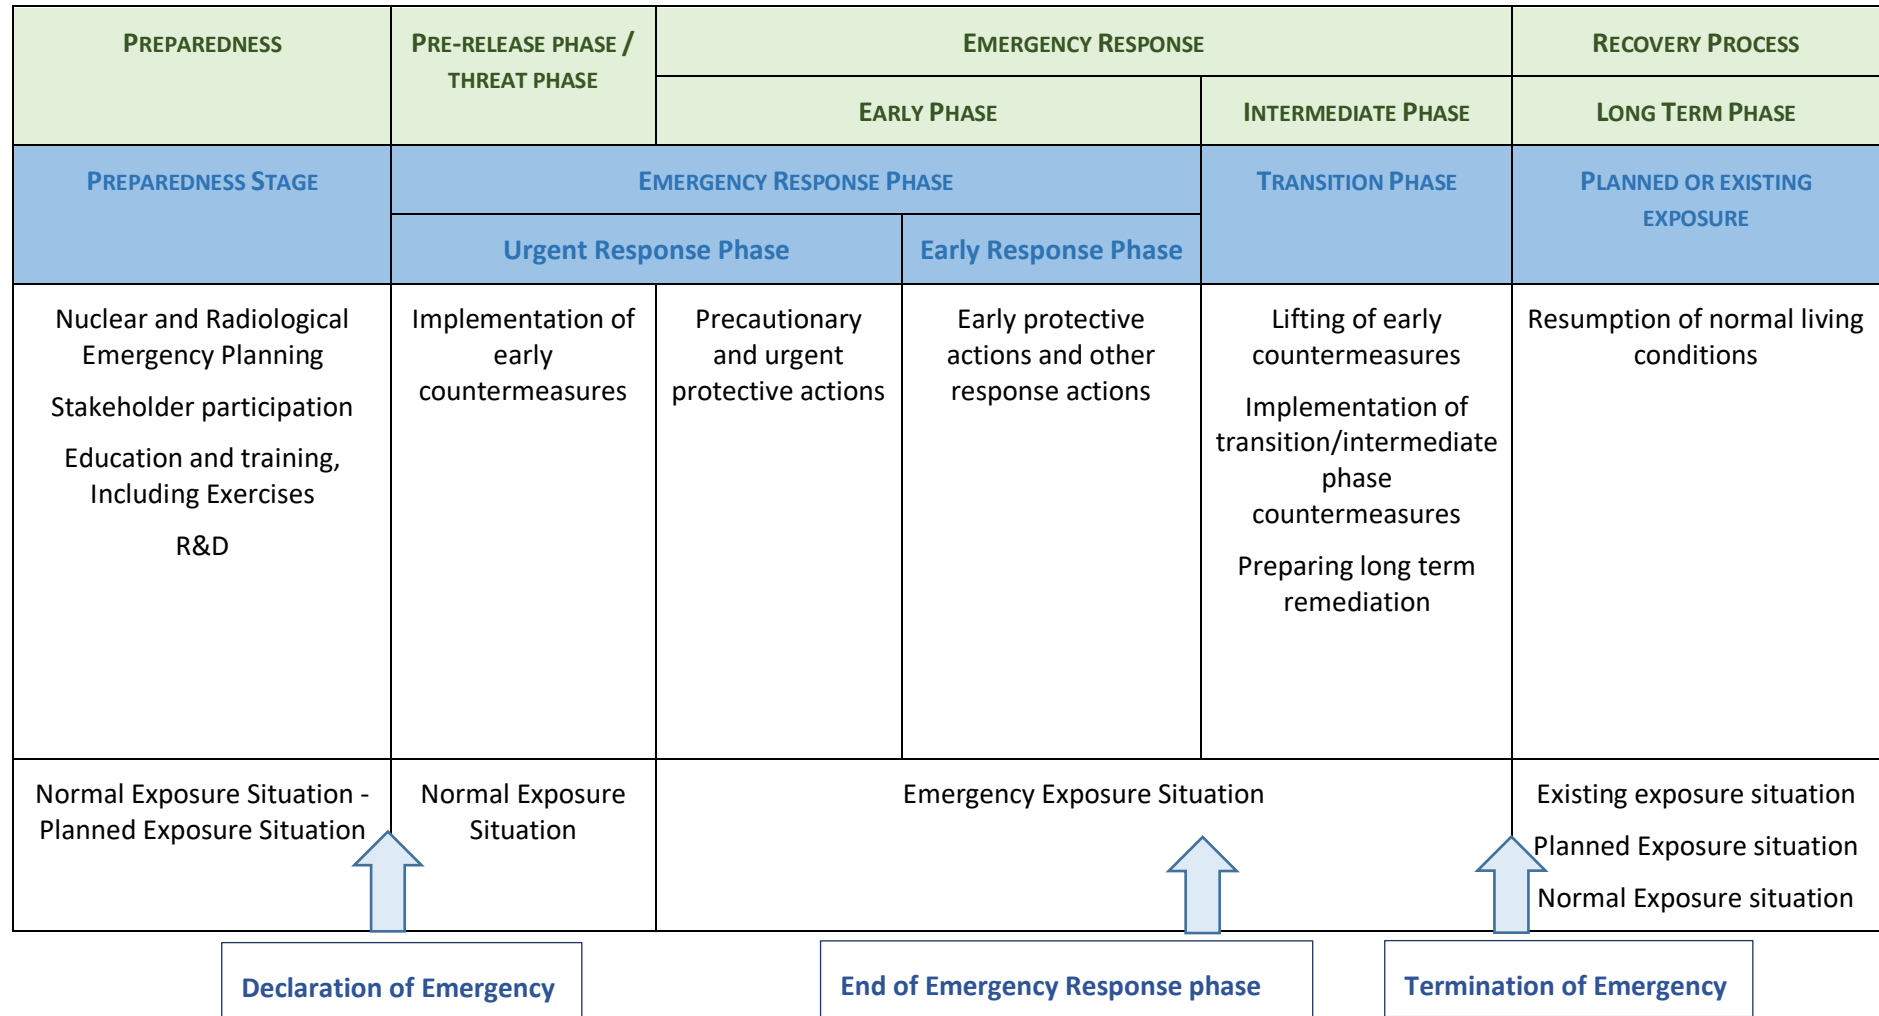 PREPAREDNESS
PRE-RELEASE PHASE /
THREAT PHASE
EMERGENCY RESPONSE
RECOVERY PROCESS
EARLY PHASE
INTERMEDIATE PHASE
LONG TERM PHASE
PREPAREDNESS STAGE
EMERGENCY RESPONSE PHASE
TRANSITION PHASE
PLANNED OR EXISTING
EXPOSURE
Urgent Response Phase
Early Response Phase
Nuclear and Radiological
Emergency Planning
Stakeholder participation
Education and training,
Including Exercises
R&D
Implementation of
early
countermeasures
Precautionary
and urgent
protective actions
Early protective
actions and other
response actions
Lifting of early
countermeasures
Implementation of
transition/intermediate
phase
countermeasures
Preparing long term
remediation
Resumption of normal living
conditions
Normal Exposure Situation -
Planned Exposure Situation
Normal Exposure
Situation
Emergency Exposure Situation
Existing exposure situation
Planned Exposure situation
Normal Exposure situation
Declaration of Emergency
End of Emergency Response phase
Termination of Emergency